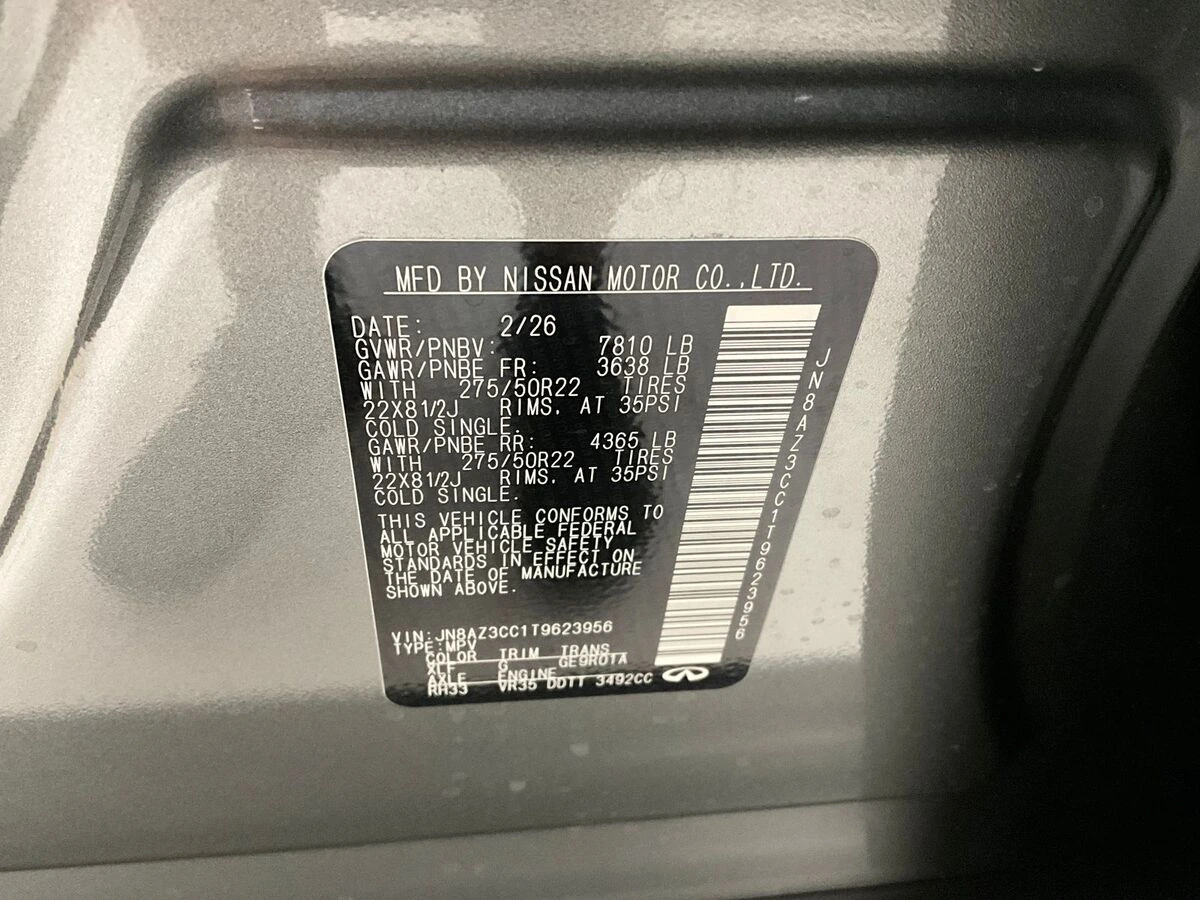 MFD BY NISSAN MOTOR CO.,LTD.
DATE: 2/26
GVWR/PNBV: 7810 LB
GAWR/PNBE FR: 3638 LB
WITH 275/50R22 TIRES
22X81/2J RIMS, AT 35PSI
COLD SINGLE.
GAWR/PNBE RR: 4365 LB
WITH 275/50R22 TIRES
22X81/2J RIMS, AT 35PSI
COLD SINGLE.
THIS VEHICLE CONFORMS TO
ALL APPLICABLE FEDERAL
MOTOR VEHICLE SAFETY
STANDARDS IN EFFECT ON
THE DATE OF MANUFACTURE
SHOWN ABOVE.
VIN:JN8AZ3CC1T9623956
TYPE:MPV
COLOR TRIM TRANS
XLF G GE9R01A
AXLE ENGINE
RH33 VR35 DDTT 3492CC
JN8AZ3CC1T9623956